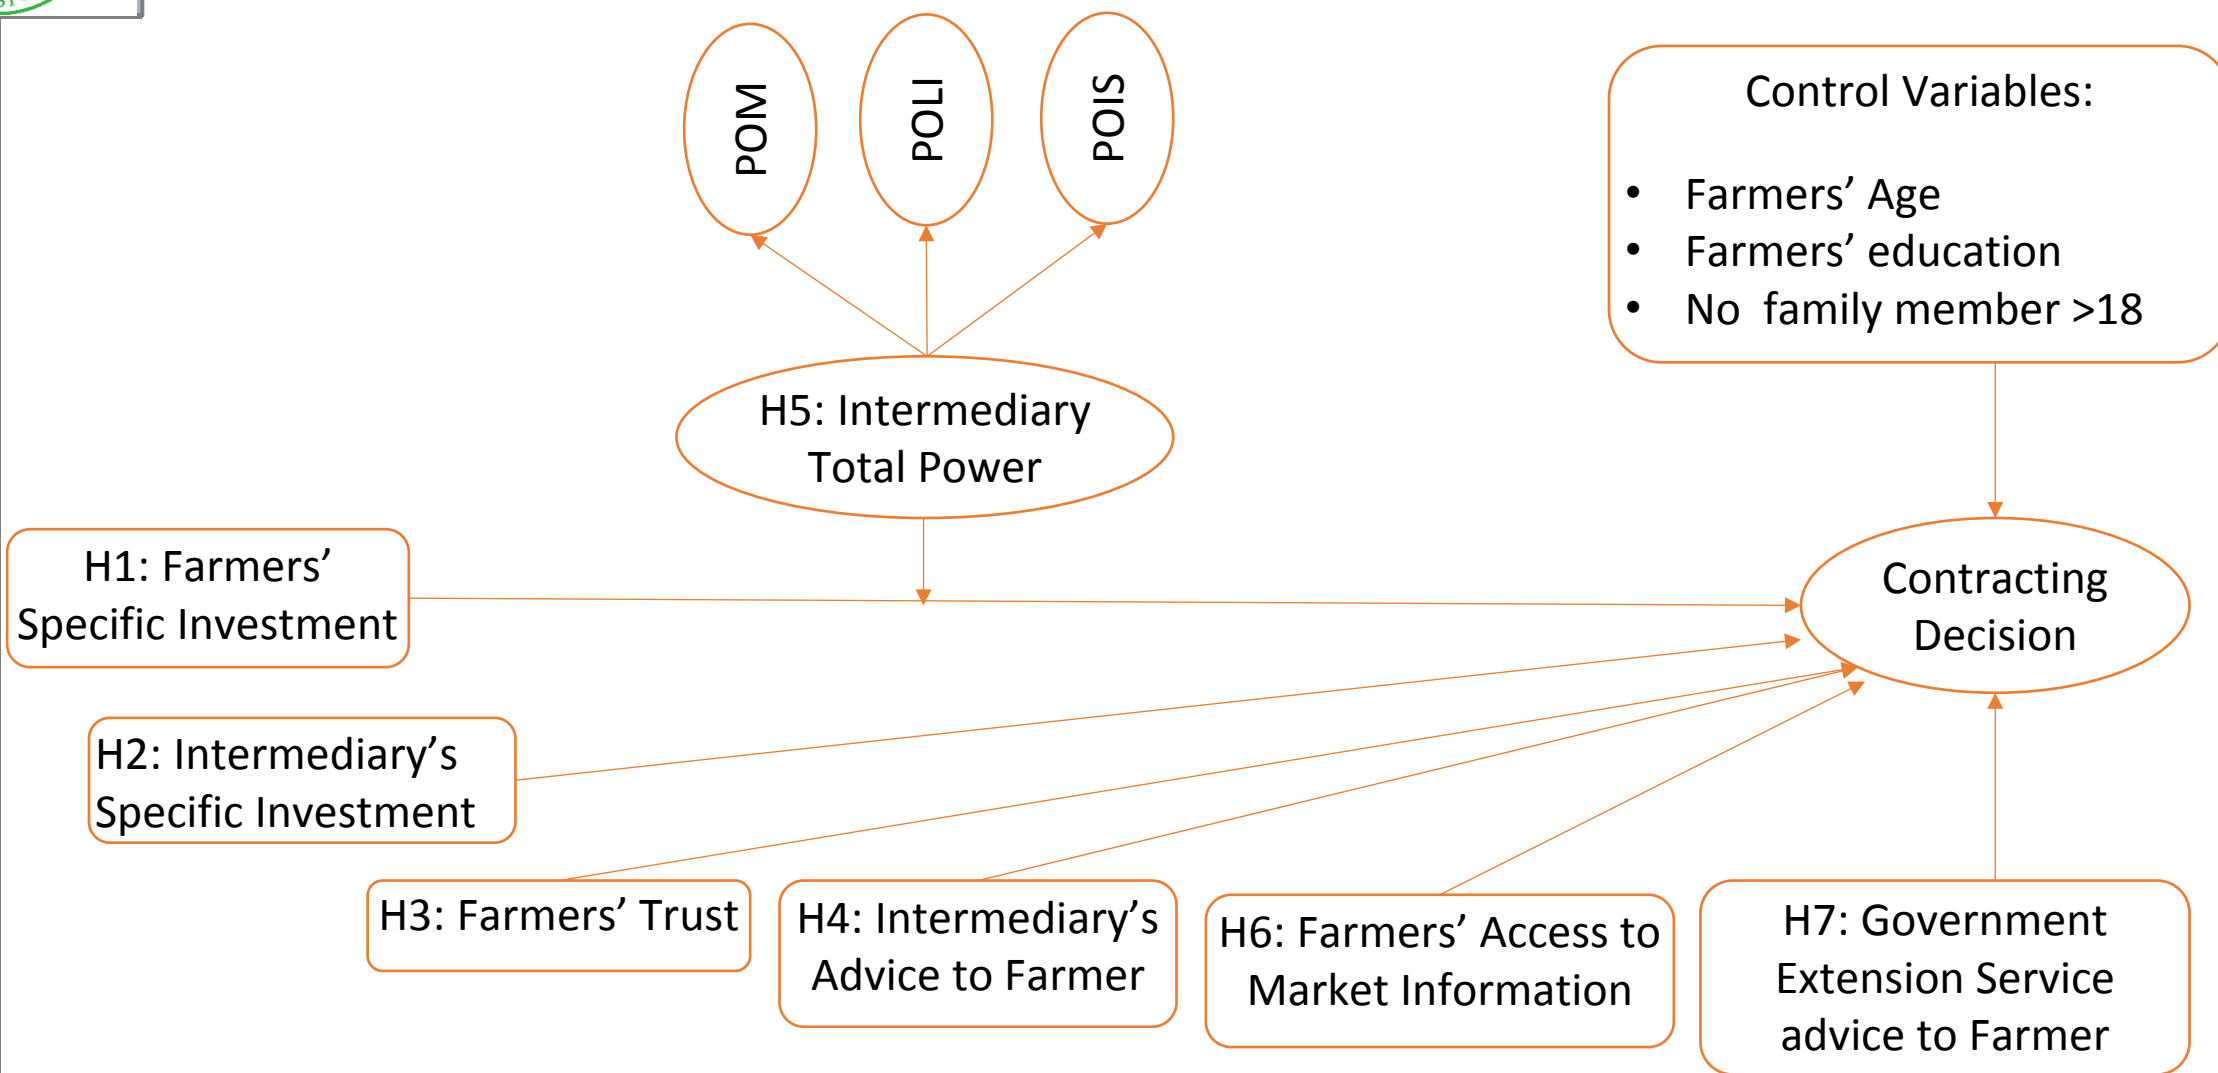 POM
POLI
POIS
Control Variables:
• Farmers’ Age
• Farmers’ education
• No family member >18
H5: Intermediary
Total Power
H1: Farmers’
Specific Investment
Contracting
Decision
H2: Intermediary’s
Specific Investment
H3: Farmers’ Trust
H4: Intermediary’s
Advice to Farmer
H6: Farmers’ Access to
Market Information
H7: Government
Extension Service
advice to Farmer